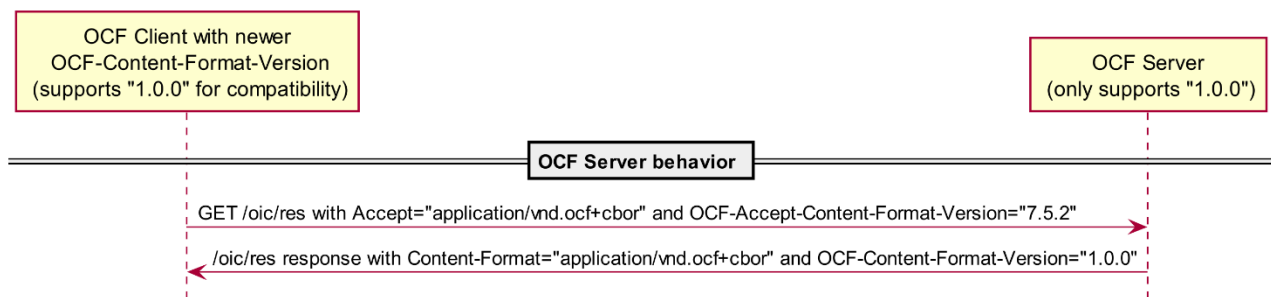 OCF Client with newer
OCF-Content-Format-Version
(supports "1.0.0" for compatibility)
OCF Server
(only supports "1.0.0")
OCF Server behavior
GET /oic/res with Accept="application/vnd.ocf+cbor" and OCF-Accept-Content-Format-Version="7.5.2"
/oic/res response with Content-Format="application/vnd.ocf+cbor" and OCF-Content-Format-Version="1.0.0"